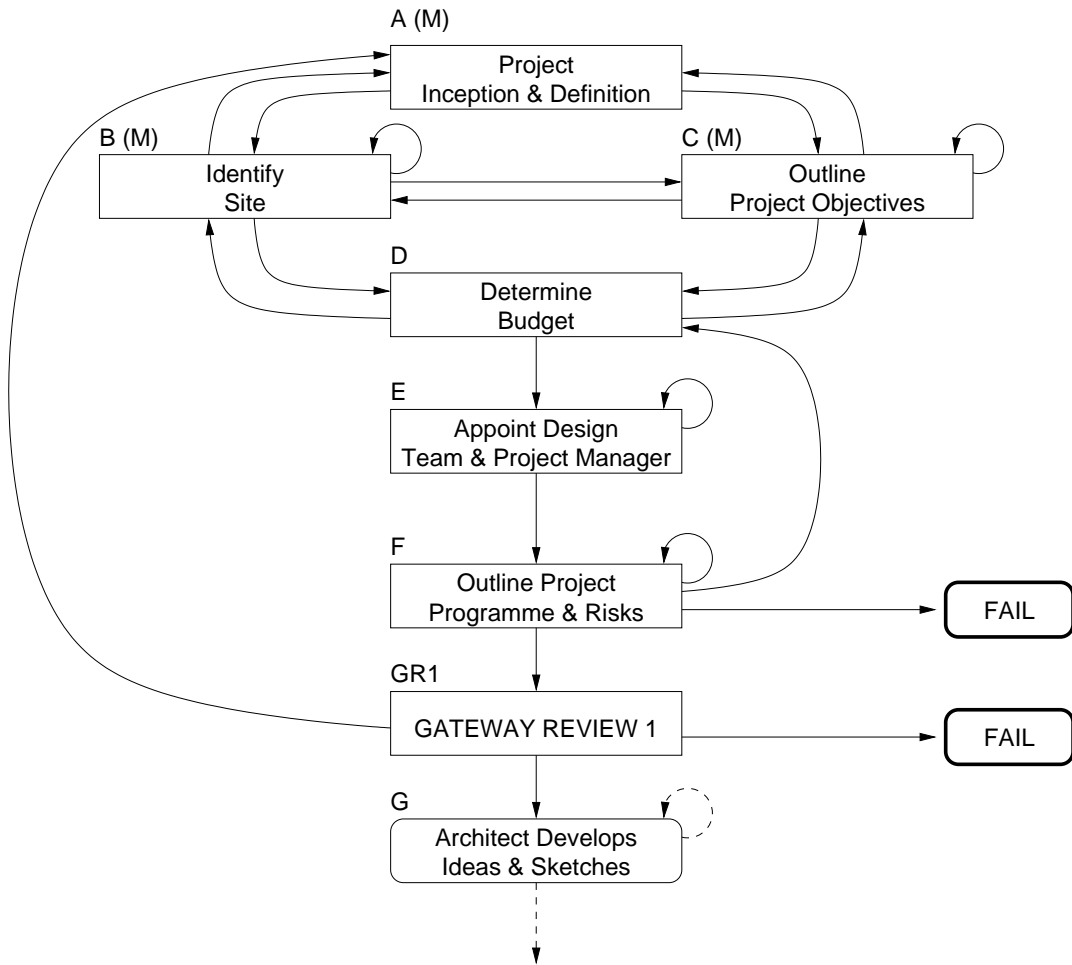 A (M)
Project
Inception & Definition
B (M)
Identify
Site
C (M)
Outline
Project Objectives
D
Determine
Budget
E
Appoint Design
Team & Project Manager
F
Outline Project
Programme & Risks
FAIL
GR1
GATEWAY REVIEW 1
FAIL
G
Architect Develops
Ideas & Sketches